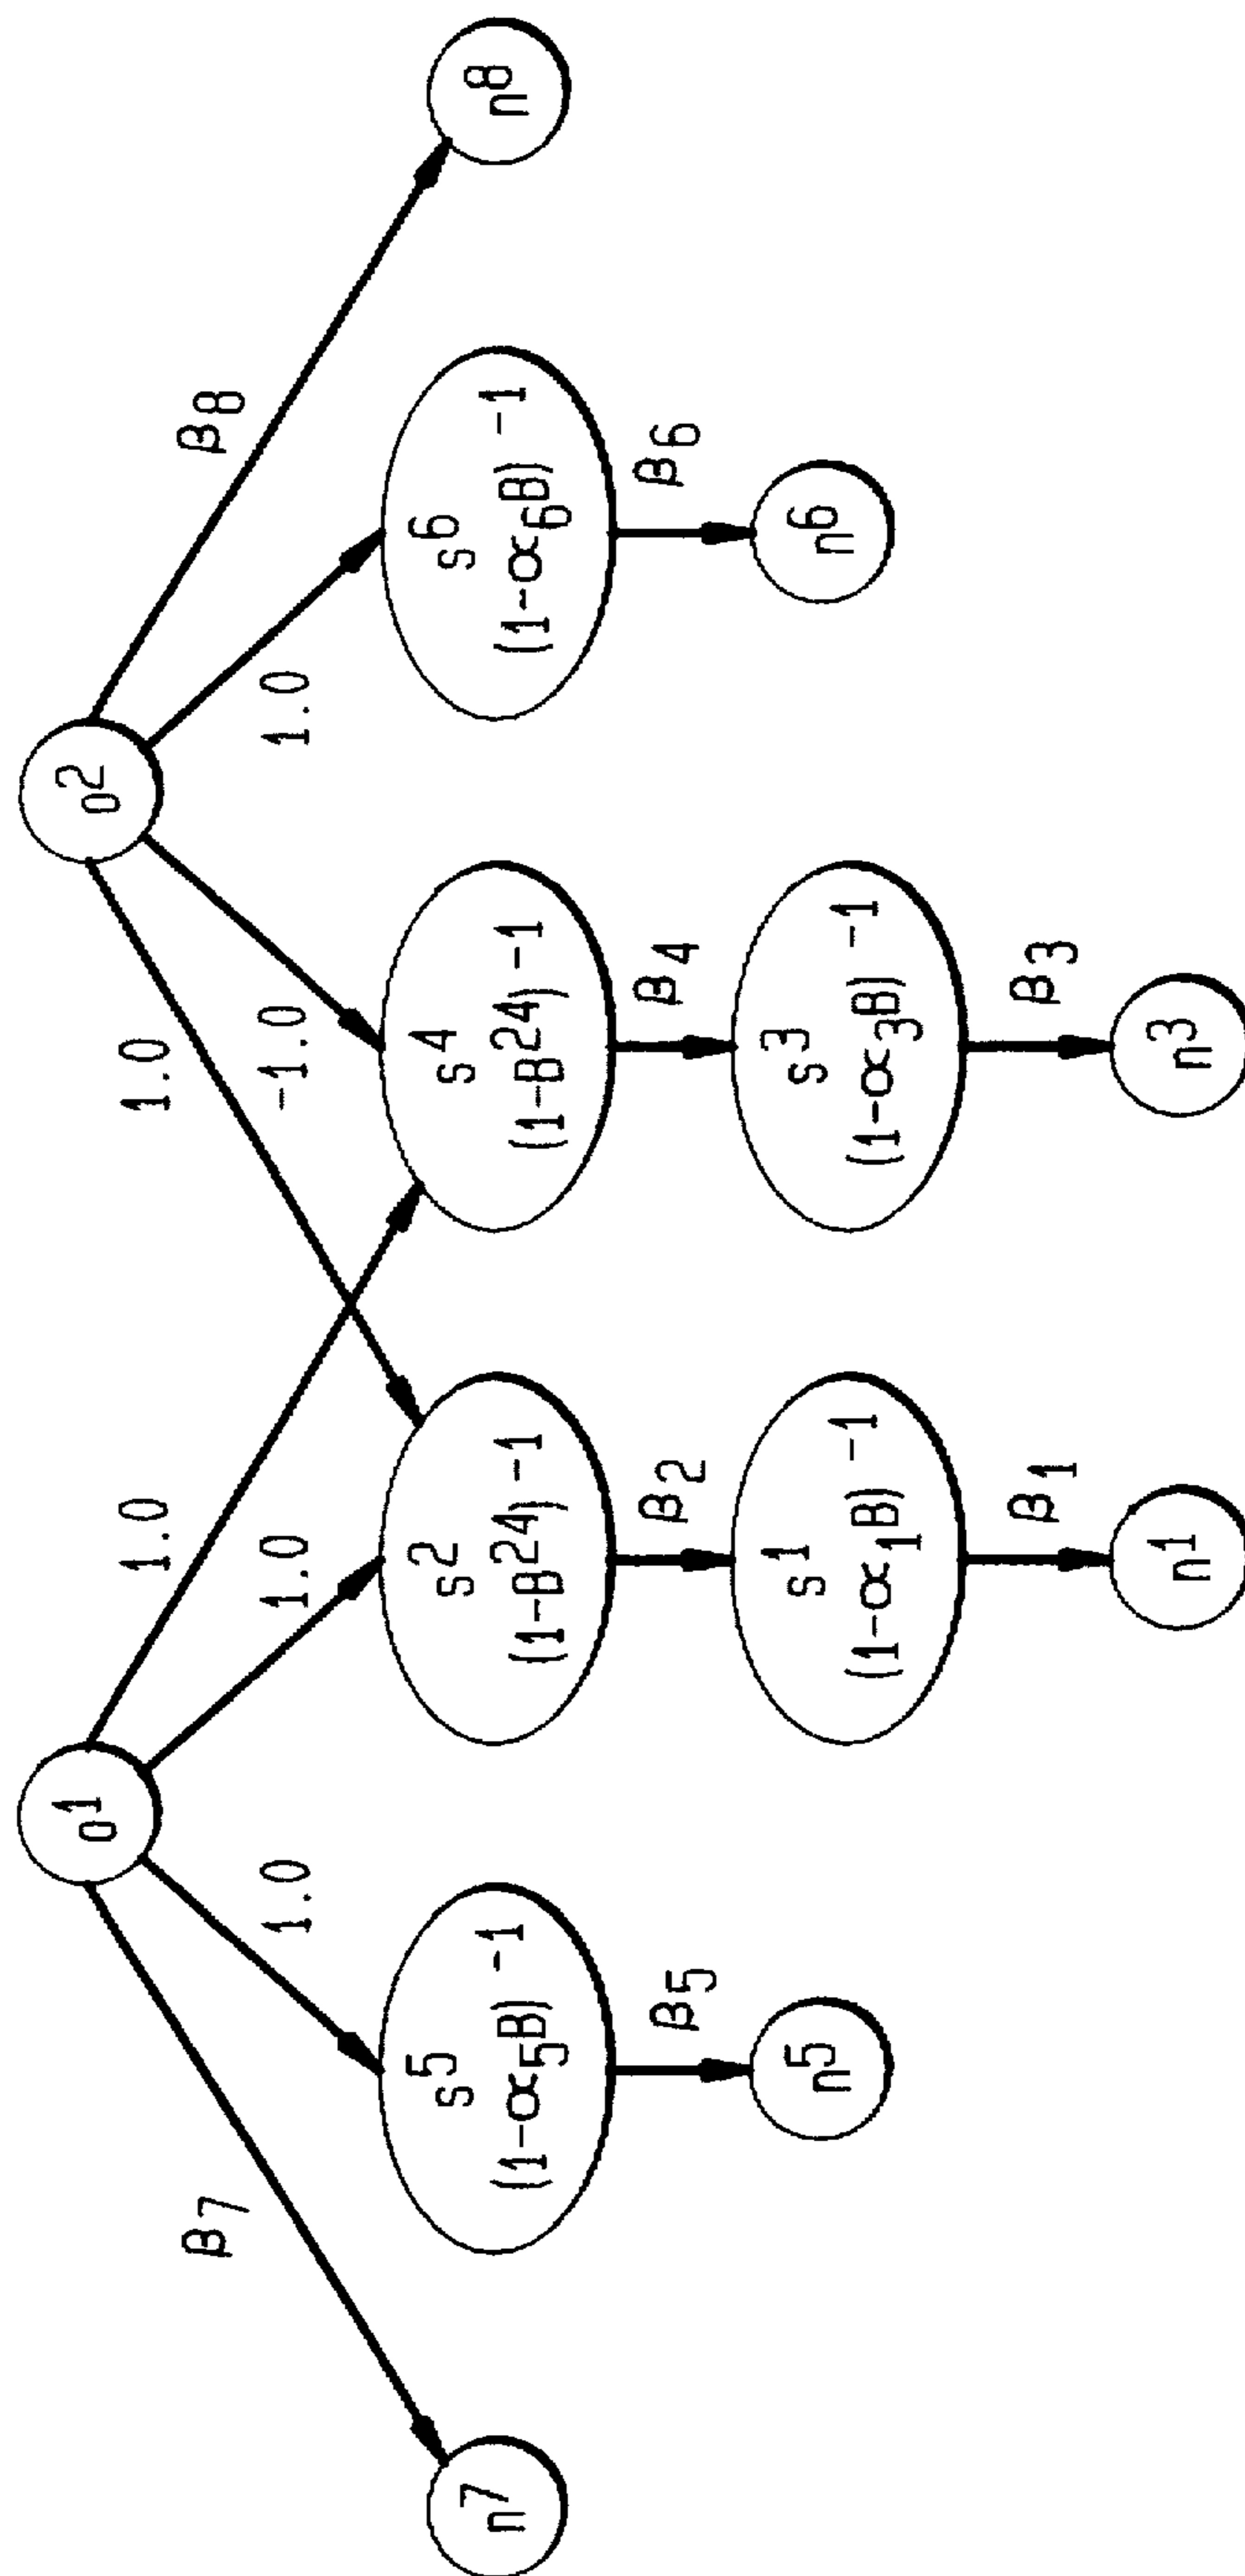 o¹ o²
β₇ 1.0 1.0 1.0 1.0 -1.0 1.0 β₈
n⁷ s⁵ s² s⁴ s⁶ n⁸
(1-α₅B)⁻¹ (1-B²⁴)⁻¹ (1-B²⁴)⁻¹ (1-α₆B)⁻¹
β₅ β₂ β₄ β₆
n⁵ s¹ s³ n⁶
(1-α₁B)⁻¹ (1-α₃B)⁻¹
β₁ β₃
n¹ n³